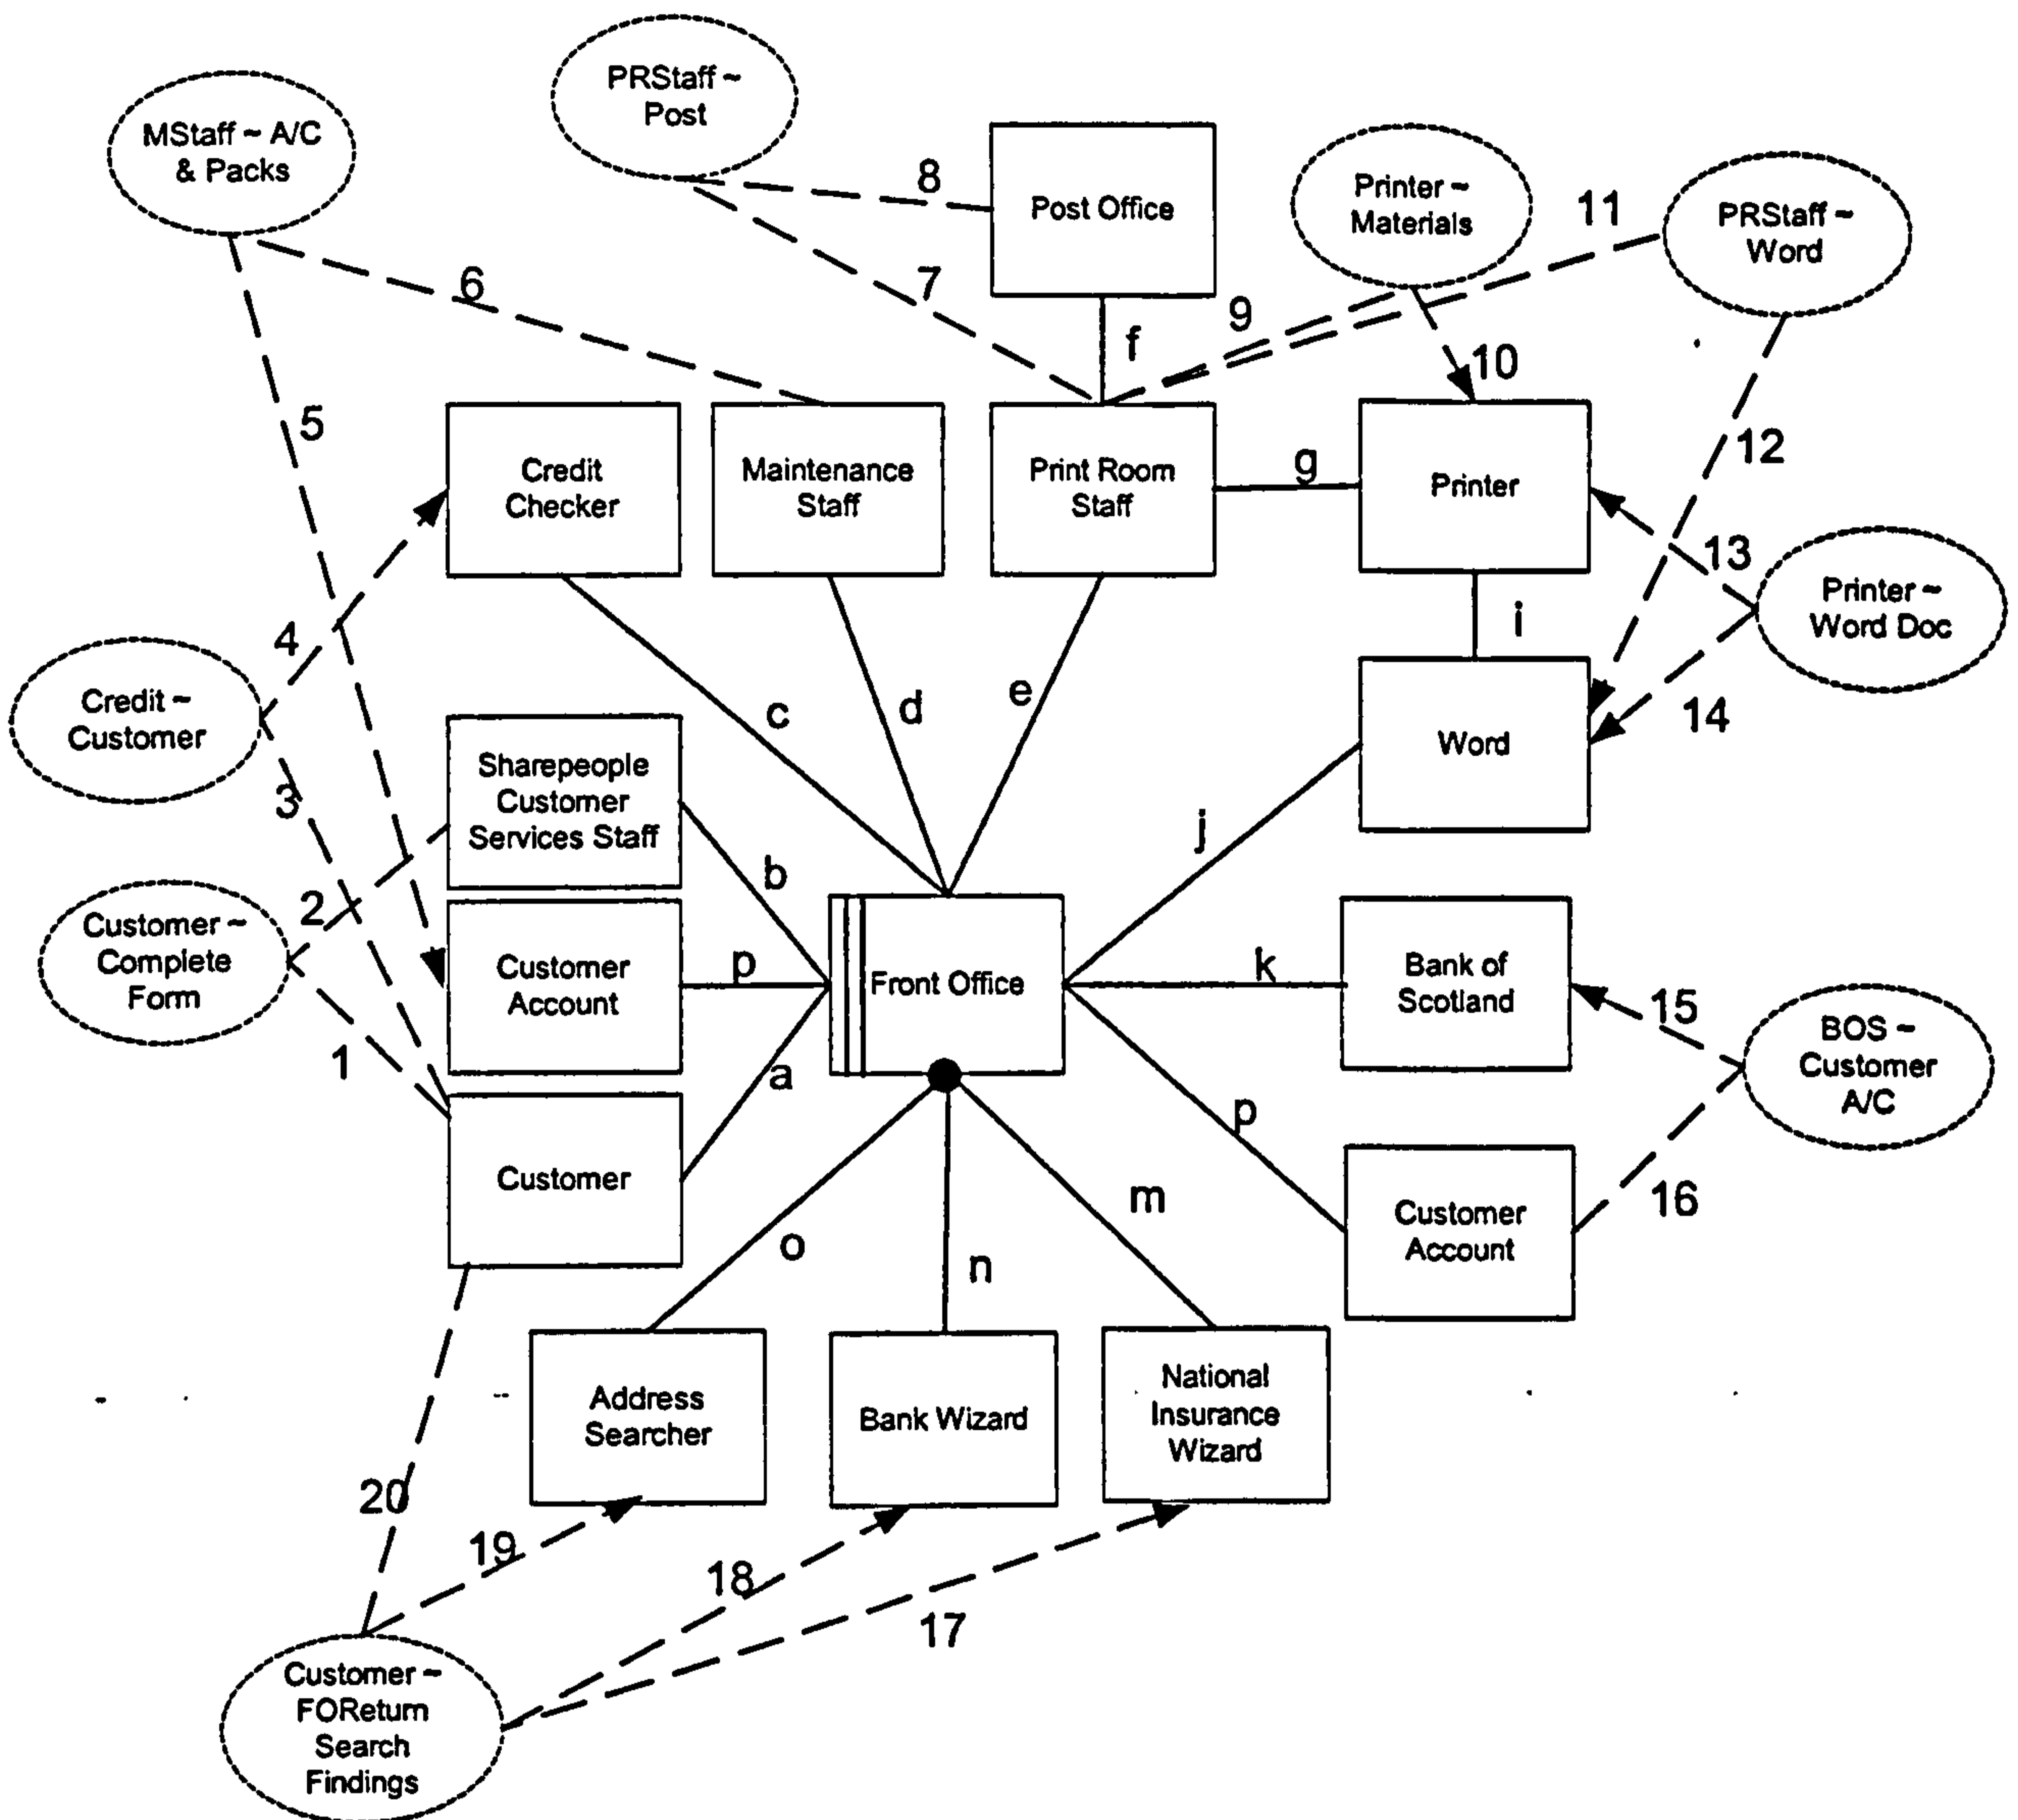 PRStaff ~
Post
MStaff ~ A/C
& Packs
8
Post Office
Printer ~
Materials
11
PRStaff ~
Word
6
7
9
f
10
5
12
Credit
Checker
Maintenance
Staff
Print Room
Staff
g
Printer
13
Printer ~
Word Doc
4
i
Credit ~
Customer
c
d
e
14
3
Sharepeople
Customer
Services Staff
Word
j
b
2
Customer ~
Complete
Form
Customer
Account
p
Front Office
k
Bank of
Scotland
15
BOS ~
Customer
A/C
1
a
p
Customer
m
16
Customer
Account
o
n
Address
Searcher
Bank Wizard
National
Insurance
Wizard
20
19
18
17
Customer ~
FOReturn
Search
Findings